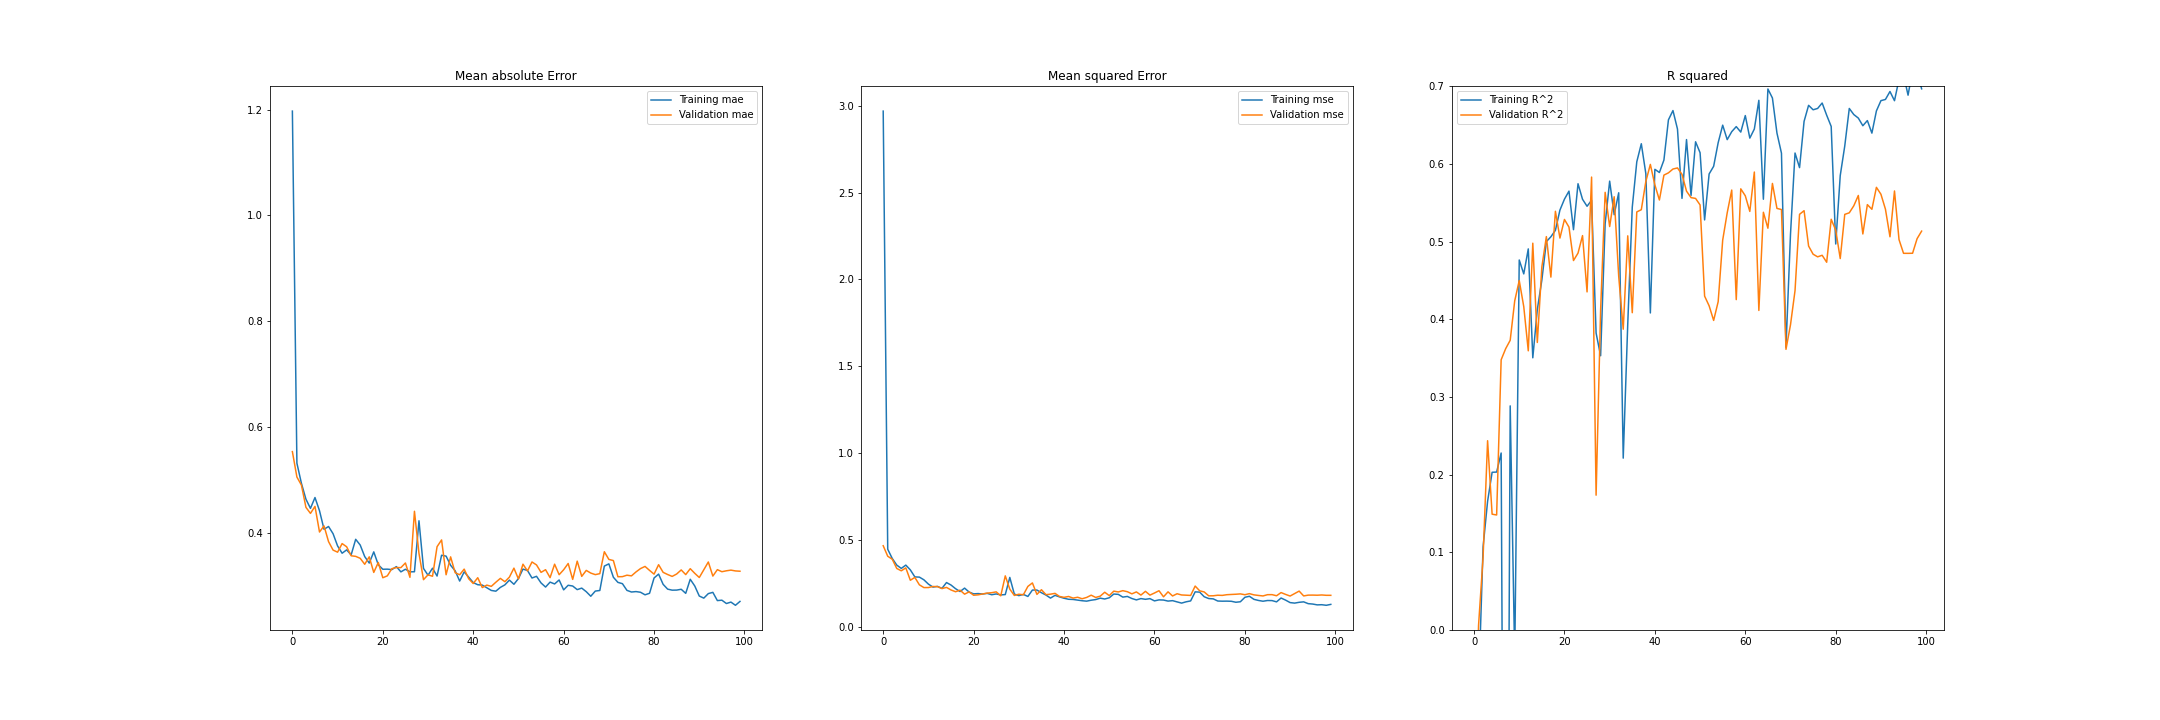 Mean absolute Error
Training mae
Validation mae
1.2
1.0
0.8
0.6
0.4
0 20 40 60 80 100
Mean squared Error
Training mse
Validation mse
3.0
2.5
2.0
1.5
1.0
0.5
0.0
0 20 40 60 80 100
R squared
Training R^2
Validation R^2
0.7
0.6
0.5
0.4
0.3
0.2
0.1
0.0
0 20 40 60 80 100